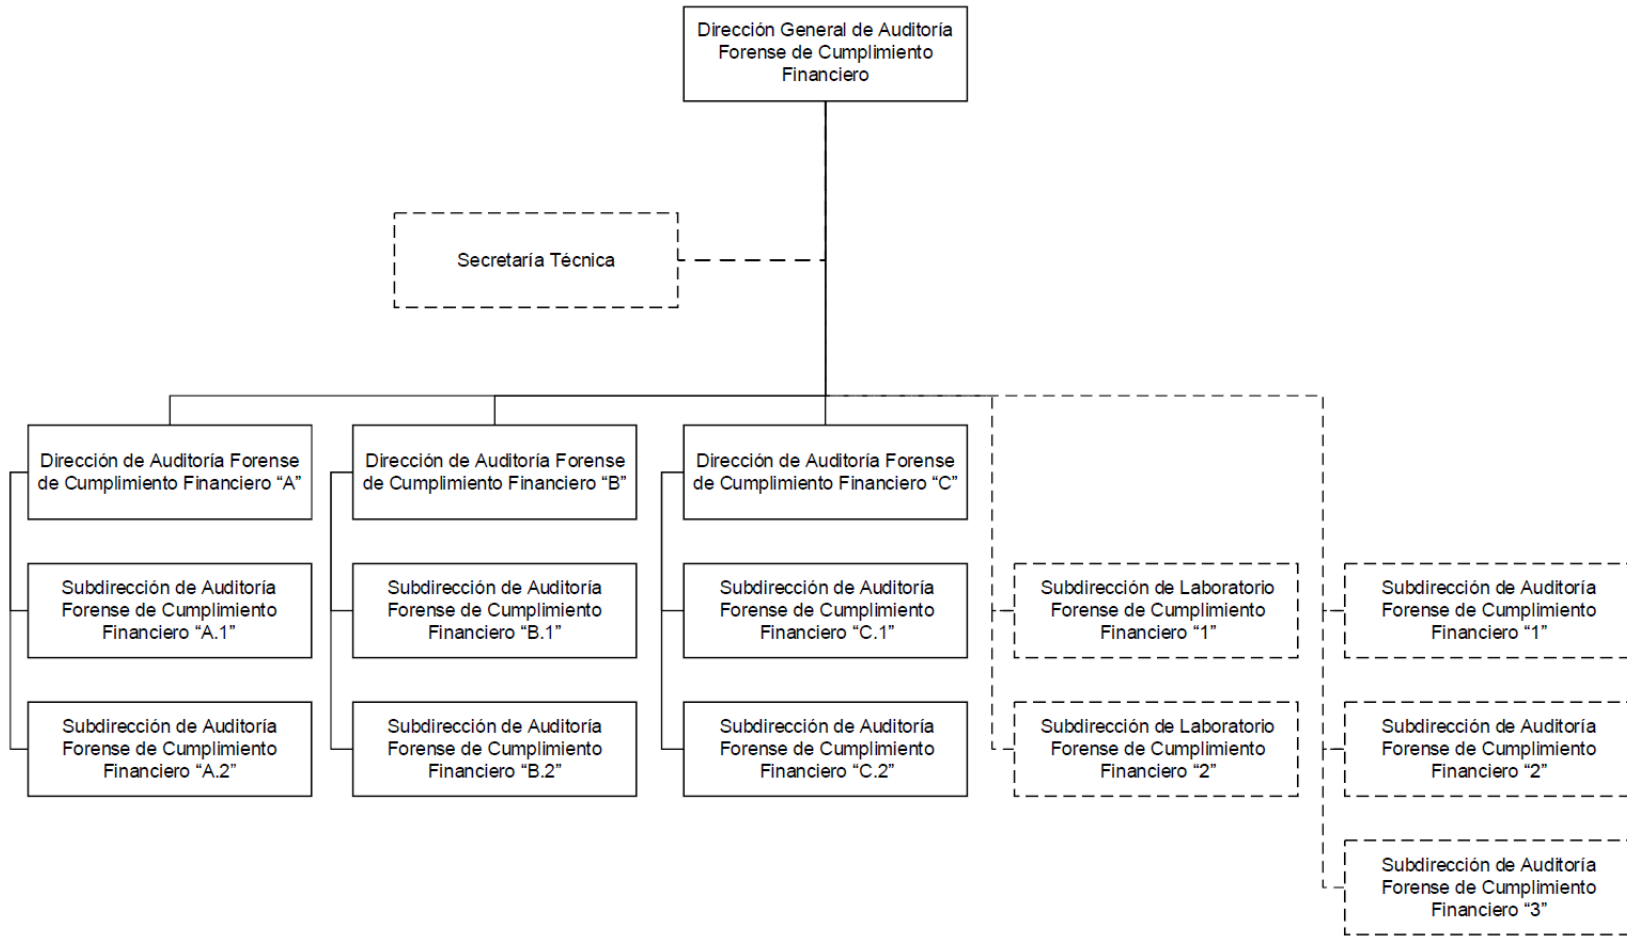 Dirección General de Auditoría
Forense de Cumplimiento
Financiero
Secretaría Técnica
Dirección de Auditoría Forense
de Cumplimiento Financiero “A”
Dirección de Auditoría Forense
de Cumplimiento Financiero “B”
Dirección de Auditoría Forense
de Cumplimiento Financiero “C”
Subdirección de Auditoría
Forense de Cumplimiento
Financiero “A.1”
Subdirección de Auditoría
Forense de Cumplimiento
Financiero “B.1”
Subdirección de Auditoría
Forense de Cumplimiento
Financiero “C.1”
Subdirección de Laboratorio
Forense de Cumplimiento
Financiero “1”
Subdirección de Auditoría
Forense de Cumplimiento
Financiero “1”
Subdirección de Auditoría
Forense de Cumplimiento
Financiero “A.2”
Subdirección de Auditoría
Forense de Cumplimiento
Financiero “B.2”
Subdirección de Auditoría
Forense de Cumplimiento
Financiero “C.2”
Subdirección de Laboratorio
Forense de Cumplimiento
Financiero “2”
Subdirección de Auditoría
Forense de Cumplimiento
Financiero “2”
Subdirección de Auditoría
Forense de Cumplimiento
Financiero “3”